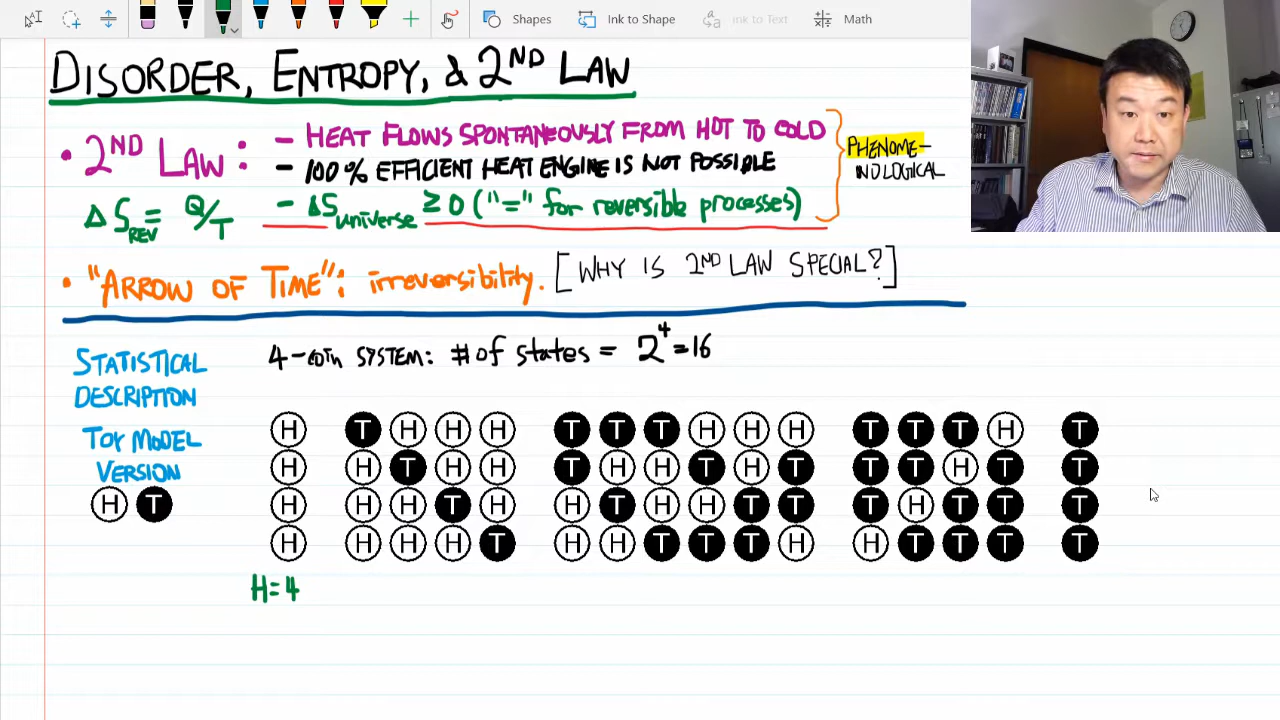 Shapes Ink to Shape Ink to Text Math
DISORDER, ENTROPY, & 2ND LAW
• 2ND LAW: - HEAT FLOWS SPONTANEOUSLY FROM HOT TO COLD
- 100% EFFICIENT HEAT ENGINE IS NOT POSSIBLE
PHENOME-
NOLOGICAL
ΔS REV = Q/T - ΔS universe ≥ 0 ("=" for reversible processes)
• "ARROW OF TIME": irreversibility. [WHY IS 2ND LAW SPECIAL?]
STATISTICAL
DESCRIPTION
TOY MODEL
VERSION
H T
4-coin SYSTEM: # of states = 2^4 = 16
H T H H H T T T H H H T T T H T
H H T H H T H H T H T T T H T T
H H H T H H T H H T T T H T T T
H H H H T H H T T T H H T T T T
H=4